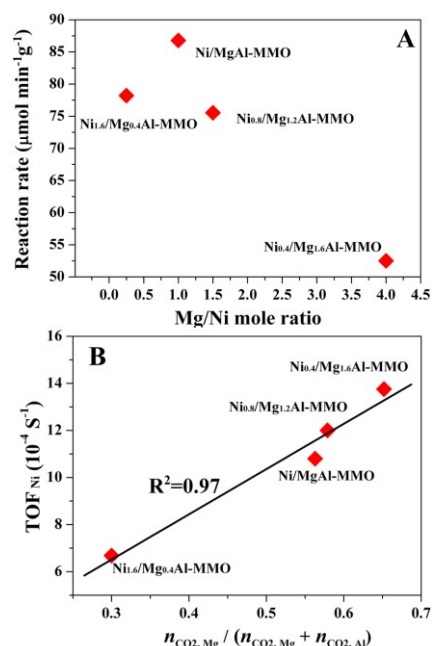 A
Reaction rate (μmol min⁻¹g⁻¹)
90
85
80
75
70
65
60
55
50
Ni/MgAl-MMO
Ni₁.₆/Mg₀.₄Al-MMO
Ni₀.₈/Mg₁.₂Al-MMO
Ni₀.₄/Mg₁.₆Al-MMO
0.0 0.5 1.0 1.5 2.0 2.5 3.0 3.5 4.0 4.5
Mg/Ni mole ratio
B
TOF Ni (10⁻⁴ S⁻¹)
16
14
12
10
8
6
Ni₀.₄/Mg₁.₆Al-MMO
Ni₀.₈/Mg₁.₂Al-MMO
Ni/MgAl-MMO
R²=0.97
Ni₁.₆/Mg₀.₄Al-MMO
0.3 0.4 0.5 0.6 0.7
n CO2, Mg / (n CO2, Mg + n CO2, Al)